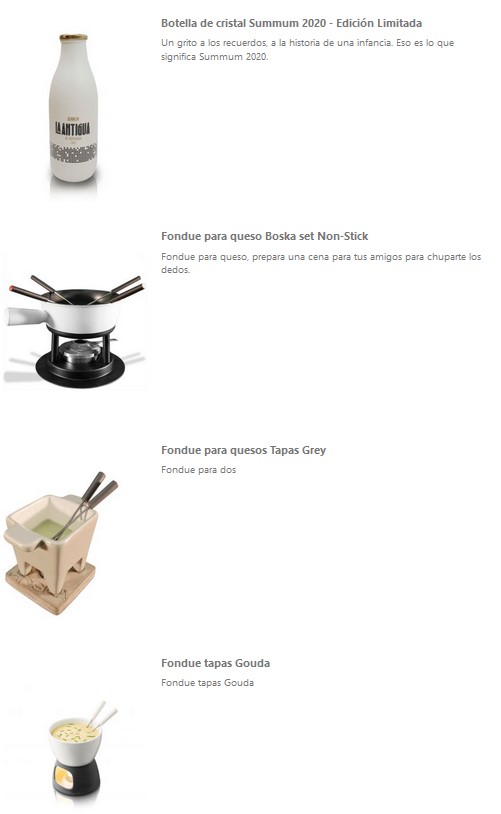 Botella de cristal Summum 2020 - Edición Limitada
Un grito a los recuerdos, a la historia de una infancia. Eso es lo que
significa Summum 2020.
LA ANTIGUA
Fondue para queso Boska set Non-Stick
Fondue para queso, prepara una cena para tus amigos para chuparte los
dedos.
Fondue para quesos Tapas Grey
Fondue para dos
Fondue tapas Gouda
Fondue tapas Gouda